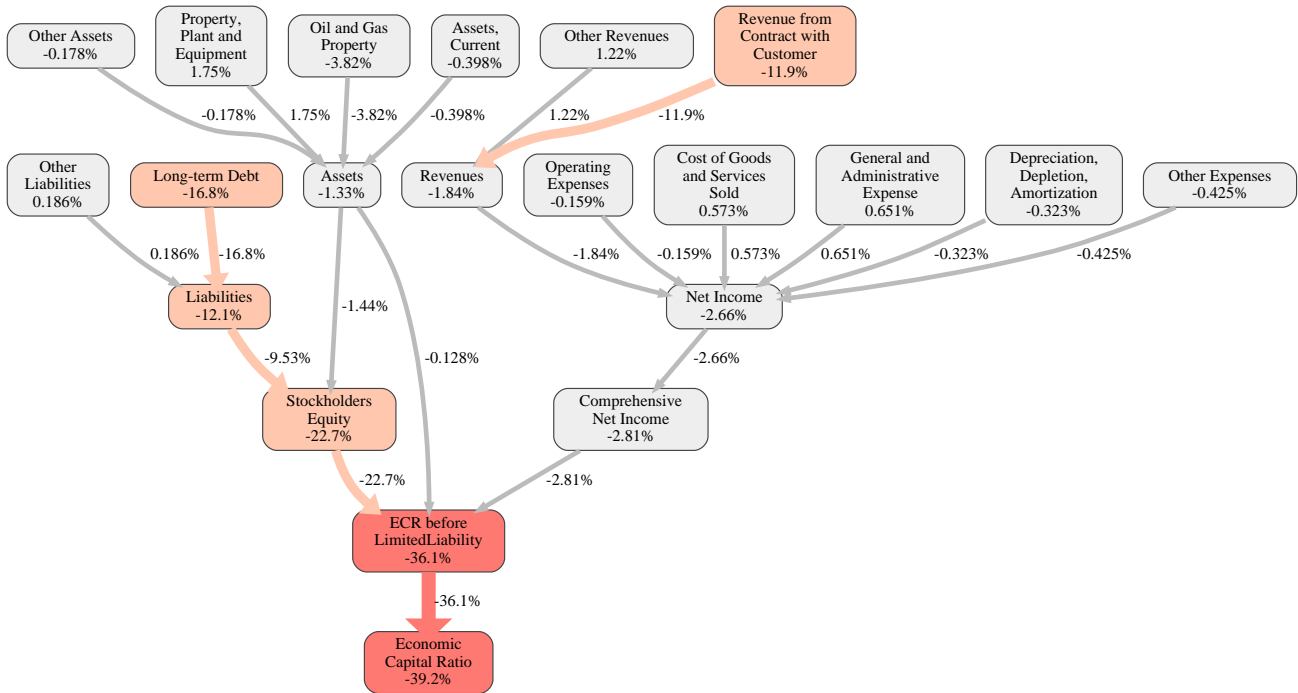 Other Assets
-0.178%
Property,
Plant and
Equipment
1.75%
Oil and Gas
Property
-3.82%
Assets,
Current
-0.398%
Other Revenues
1.22%
Revenue from
Contract with
Customer
-11.9%
-0.178%
1.75%
-3.82%
-0.398%
1.22%
-11.9%
Other
Liabilities
0.186%
Long-term Debt
-16.8%
Assets
-1.33%
Revenues
-1.84%
Operating
Expenses
-0.159%
Cost of Goods
and Services
Sold
0.573%
General and
Administrative
Expense
0.651%
Depreciation,
Depletion,
Amortization
-0.323%
Other Expenses
-0.425%
0.186%
-16.8%
-1.84%
-0.159%
0.573%
0.651%
-0.323%
-0.425%
Liabilities
-12.1%
-1.44%
Net Income
-2.66%
-9.53%
-0.128%
-2.66%
Stockholders
Equity
-22.7%
Comprehensive
Net Income
-2.81%
-22.7%
-2.81%
ECR before
LimitedLiability
-36.1%
-36.1%
Economic
Capital Ratio
-39.2%